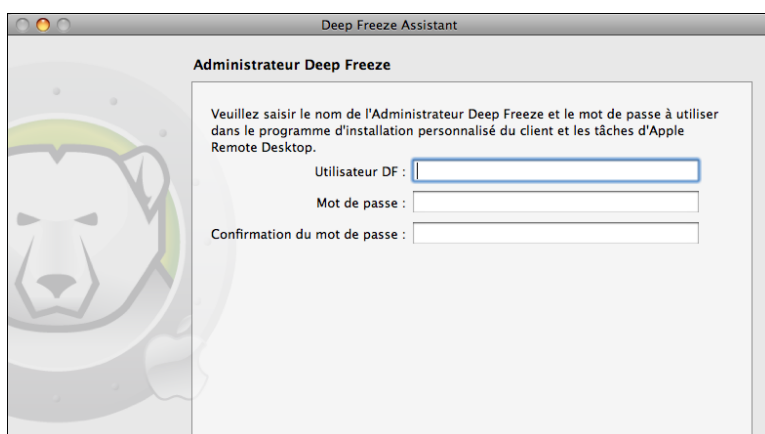 Deep Freeze Assistant
Administrateur Deep Freeze
Veuillez saisir le nom de l'Administrateur Deep Freeze et le mot de passe à utiliser
dans le programme d'installation personnalisé du client et les tâches d'Apple
Remote Desktop.
Utilisateur DF :
Mot de passe :
Confirmation du mot de passe :